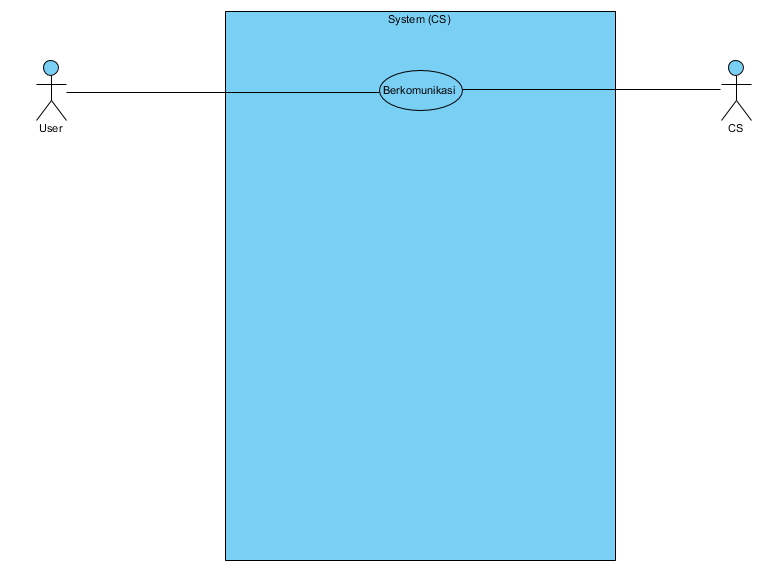 System (CS)
Berkomunikasi
User
CS